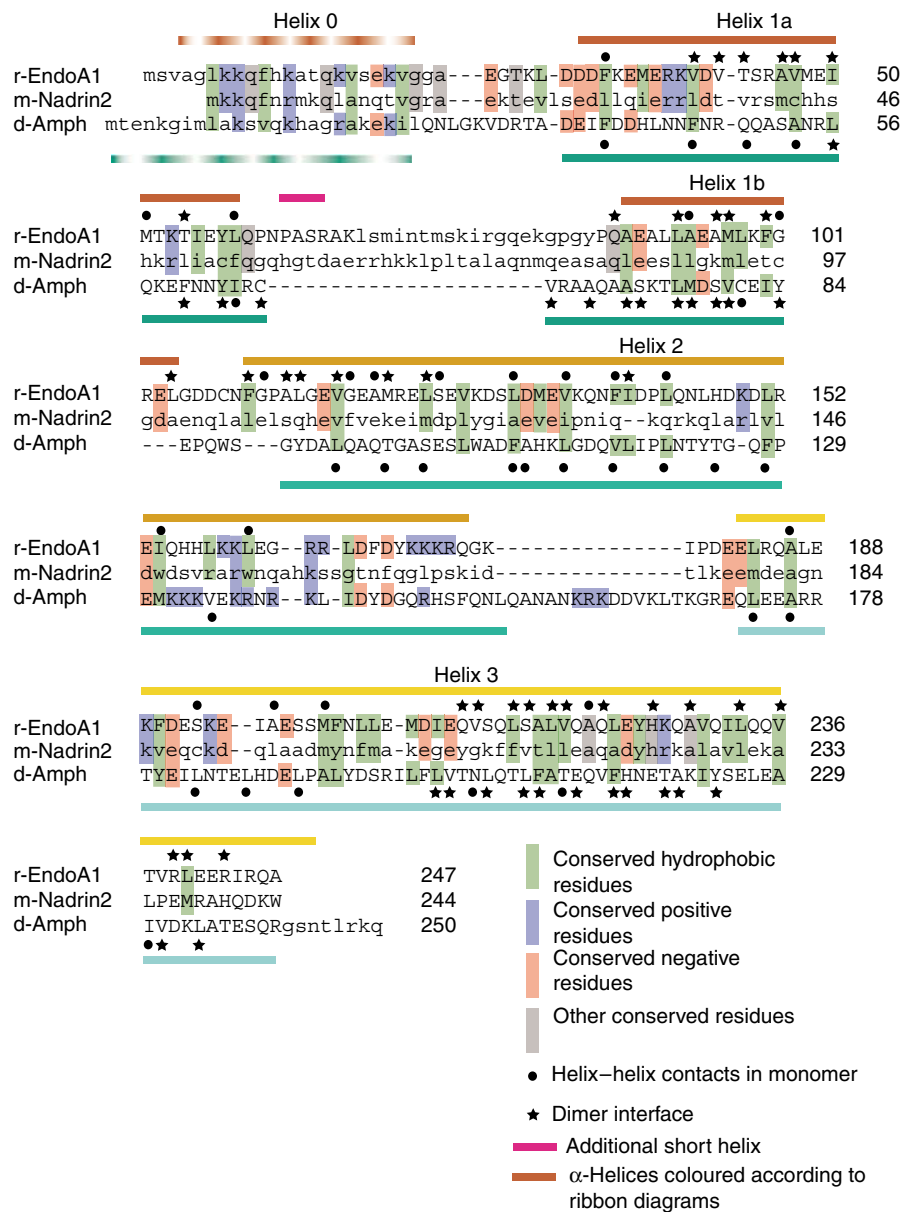 Helix 0 Helix 1a
r-EndoA1 msvaglkkqfhkatqkvsekvgga---EGTKL-DDDFKEMERKVDV-TSRAVMEI 50
m-Nadrin2 mkkqfnrmkqlanqtvgra--ektevlsedllqierrldt-vrsmchhs 46
d-Amph mtenkgimlaksvqkhagrakekilQNLGKVDRTA-DEIFDDHLNNFNR-QQASANRL 56
Helix 1b
r-EndoA1 MTKTIEYLQPNPASRAKlsmintmskirgqekgpgyPQAEALLAEAMLKFG 101
m-Nadrin2 hkrliacfqgqhgtdaerrhkklpltalaqnmqeasaqleesllgkmletc 97
d-Amph QKEFNNYIRC----------------------VRAAQAASKTLMDSVCEIY 84
Helix 2
r-EndoA1 RELGDDCNFGPALGEVGEAMRELSEVKDSLDMEVKQNFIDPLQNLHDKDLR 152
m-Nadrin2 gdaenqlalelsqhevfvekeimdplygiaeveipniq--kqrkqlarlvl 146
d-Amph ---EPQWS---GYDALQAQTGASESLWADFAHKLGDQVLIPLNTYTG-QFP 129
r-EndoA1 EIQHHLKKLEG--RR-LDFDYKKKRQGK--------------IPDEELRQALE 188
m-Nadrin2 dwdsvrarwnqahkssgtnfqglpskid--------------tlkeemdeagn 184
d-Amph EMKKKVEKRNR--KL-IDYDGQRHSFQNLQANANKRKDDVKLTKGREQLEEARR 178
Helix 3
r-EndoA1 KFDESKE--IAESSMFNLLE-MDIEQVSQLSALVQAQLEYHKQAVQILQQV 236
m-Nadrin2 kveqckd--qlaadmynfma-kegeygkffvtlleaqadyhrkalavleka 233
d-Amph TYEILNTELHDELPALYDSRILFLVTNLQTLFATEQVFHNETAKIYSELEA 229
r-EndoA1 TVRLEERIRQA 247
m-Nadrin2 LPEMRAHQDKW 244
d-Amph IVDKLATESQRgsntlrkq 250
Conserved hydrophobic
residues
Conserved positive
residues
Conserved negative
residues
Other conserved residues
Helix–helix contacts in monomer
Dimer interface
Additional short helix
α-Helices coloured according to
ribbon diagrams